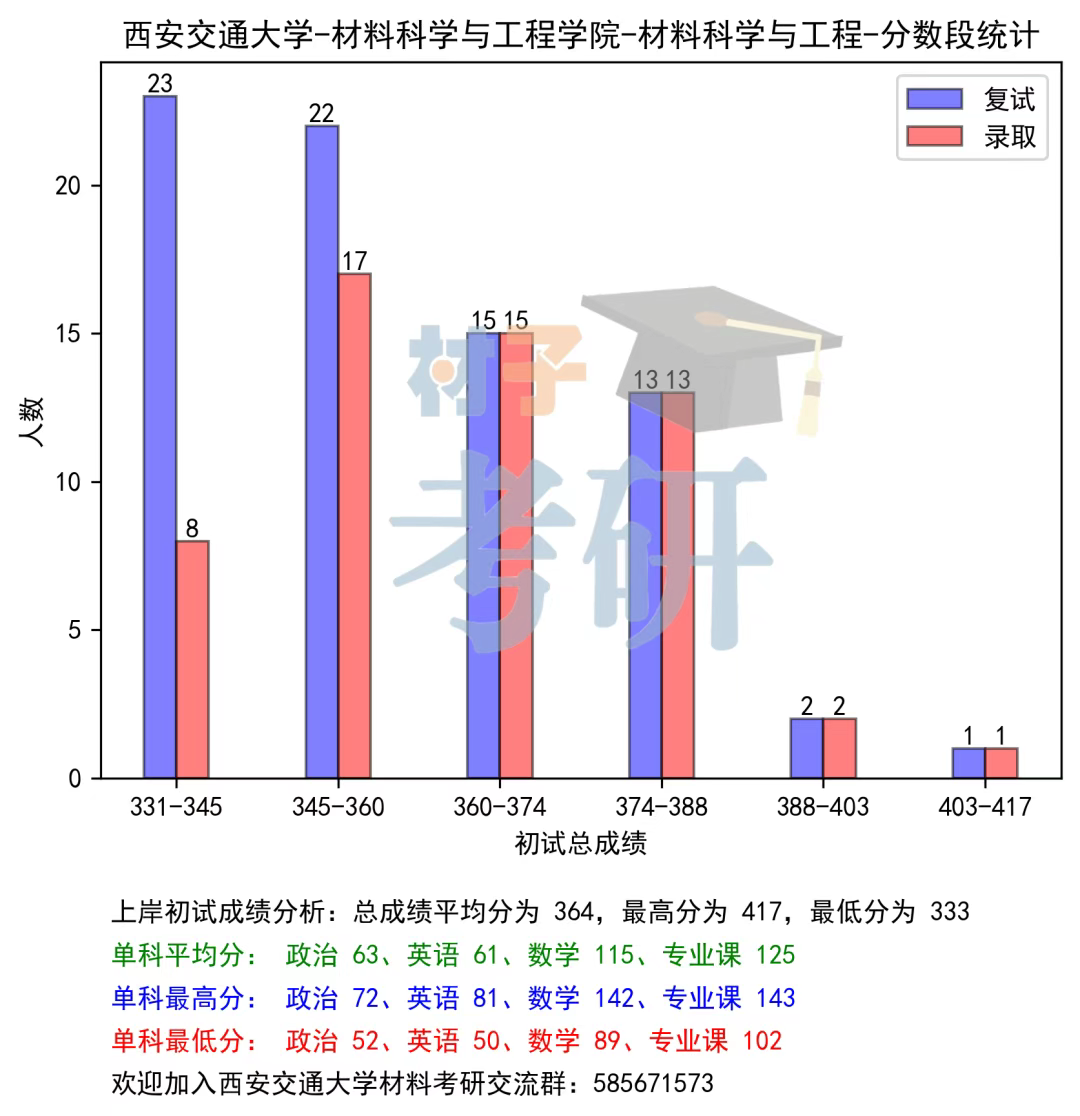 西安交通大学-材料科学与工程学院-材料科学与工程-分数段统计
复试
录取
人数
20
15
10
5
0
23
8
22
17
15 15
13 13
2 2
1 1
材子
考研
331-345 345-360 360-374 374-388 388-403 403-417
初试总成绩
上岸初试成绩分析：总成绩平均分为 364，最高分为 417，最低分为 333
单科平均分： 政治 63、英语 61、数学 115、专业课 125
单科最高分： 政治 72、英语 81、数学 142、专业课 143
单科最低分： 政治 52、英语 50、数学 89、专业课 102
欢迎加入西安交通大学材料考研交流群：585671573